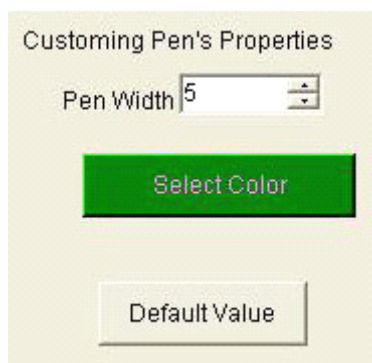 Customing Pen's Properties
Pen Width 5
Select Color
Default Value